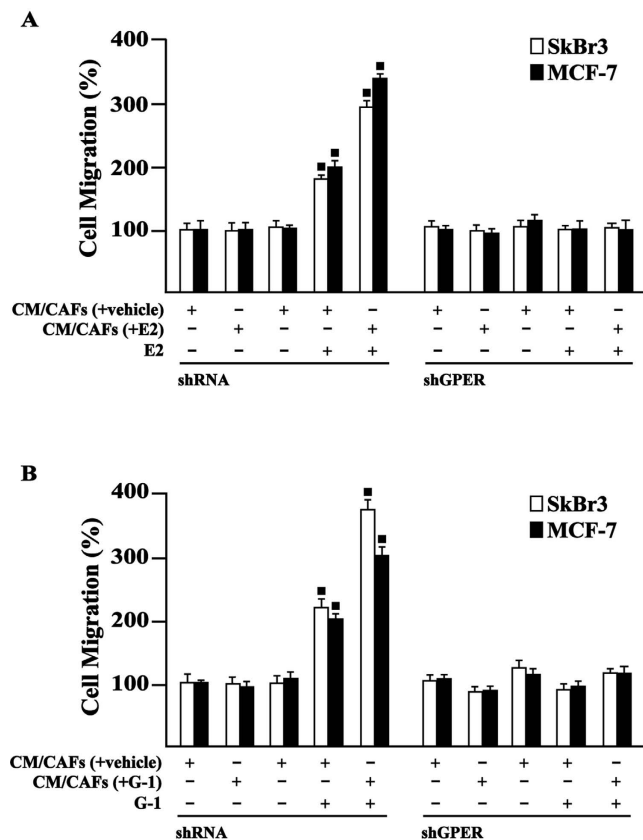 A
400
300
200
100
Cell Migration (%)
SkBr3
MCF-7
CM/CAFs (+vehicle) + – + + – + – + + –
CM/CAFs (+E2) – + – – + – + – – +
E2 – – – + + – – – + +
shRNA shGPER
B
400
300
200
100
Cell Migration (%)
SkBr3
MCF-7
CM/CAFs (+vehicle) + – + + – + – + + –
CM/CAFs (+G-1) – + – – + – + – – +
G-1 – – – + + – – – + +
shRNA shGPER